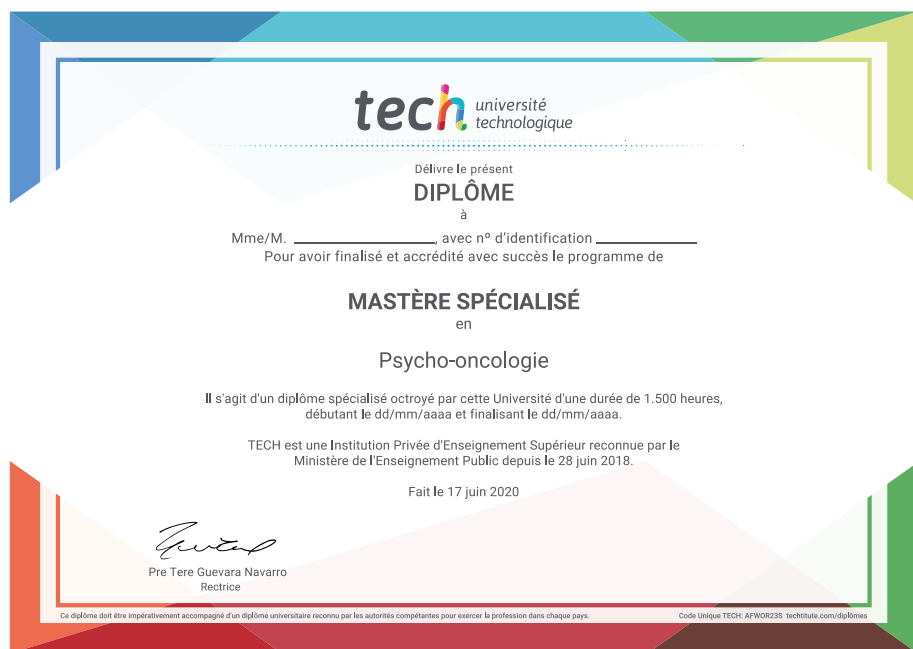 tech université
technologique
Délivre le présent
DIPLÔME
à
Mme/M. ____________________, avec nº d'identification ______________
Pour avoir finalisé et accrédité avec succès le programme de
MASTÈRE SPÉCIALISÉ
en
Psycho-oncologie
Il s'agit d'un diplôme spécialisé octroyé par cette Université d'une durée de 1.500 heures,
débutant le dd/mm/aaaa et finalisant le dd/mm/aaaa.
TECH est une Institution Privée d'Enseignement Supérieur reconnue par le
Ministère de l'Enseignement Public depuis le 28 juin 2018.
Fait le 17 juin 2020
Pre Tere Guevara Navarro
Rectrice
Ce diplôme doit être impérativement accompagné d'un diplôme universitaire reconnu par les autorités compétentes pour exercer la profession dans chaque pays.
Code Unique TECH: AFWOR23S techtitute.com/diplômes